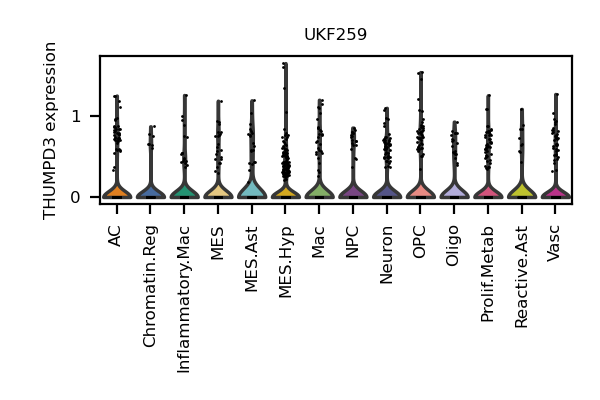 UKF259
THUMPD3 expression
1
0
AC
Chromatin.Reg
Inflammatory.Mac
MES
MES.Ast
MES.Hyp
Mac
NPC
Neuron
OPC
Oligo
Prolif.Metab
Reactive.Ast
Vasc